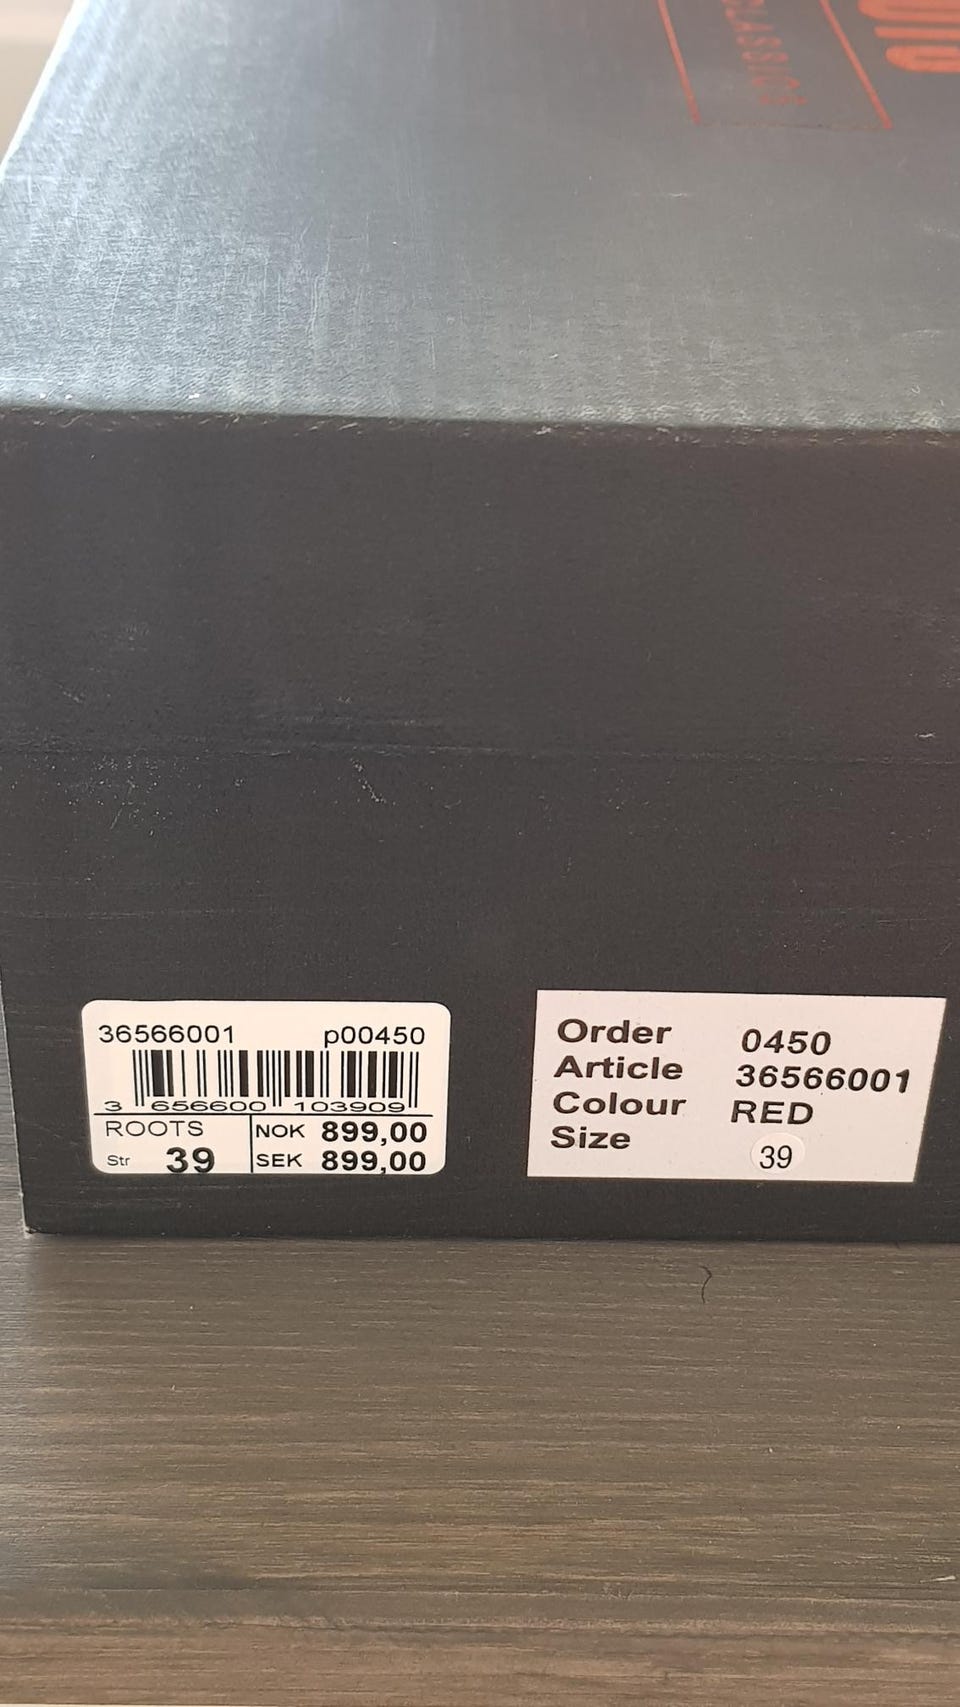 CLASSICS
36566001 p00450
3 656600 103909
ROOTS
NOK 899,00
Str 39
SEK 899,00
Order 0450
Article 36566001
Colour RED
Size 39